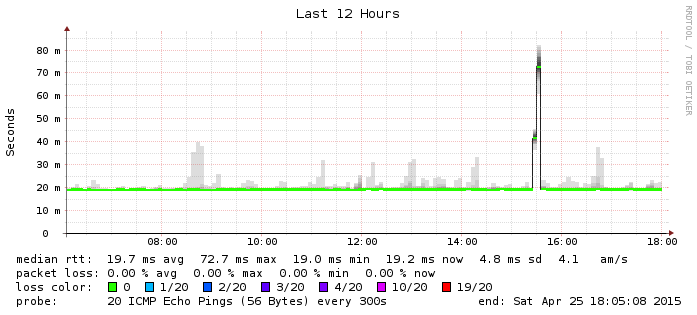 Last 12 Hours
RRDTOOL / TOBI OETIKER
Seconds
80 m
70 m
60 m
50 m
40 m
30 m
20 m
10 m
0
08:00 10:00 12:00 14:00 16:00 18:00
median rtt: 19.7 ms avg 72.7 ms max 19.0 ms min 19.2 ms now 4.8 ms sd 4.1 am/s
packet loss: 0.00 % avg 0.00 % max 0.00 % min 0.00 % now
loss color: 0 1/20 2/20 3/20 4/20 10/20 19/20
probe: 20 ICMP Echo Pings (56 Bytes) every 300s end: Sat Apr 25 18:05:08 2015